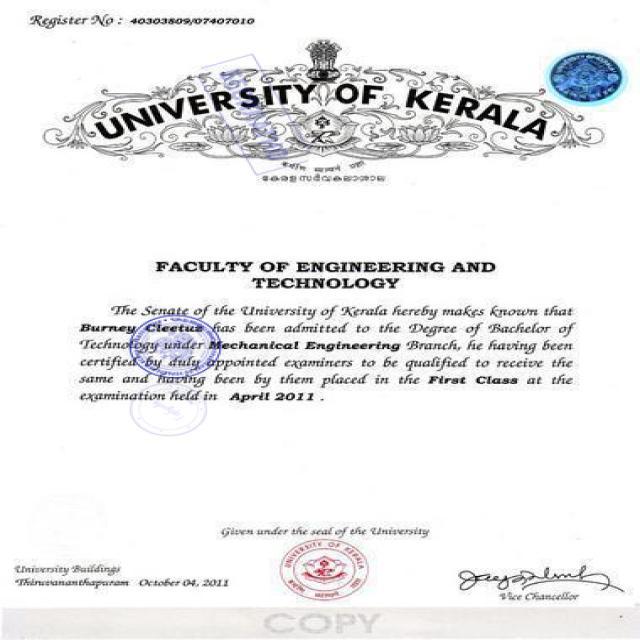 Register No : 40303809/07407010
UNIVERSITY OF KERALA
കേരളസർവകലാശാല
FACULTY OF ENGINEERING AND
TECHNOLOGY
The Senate of the University of Kerala hereby makes known that
Burney Cleetus has been admitted to the Degree of Bachelor of
Technology under Mechanical Engineering Branch, he having been
certified by duly appointed examiners to be qualified to receive the
same and having been by them placed in the First Class at the
examination held in April 2011 .
Given under the seal of the University
UNIVERSITY OF KERALA
University Buildings
Thiruvananthapuram October 04, 2011
Vice Chancellor
COPY